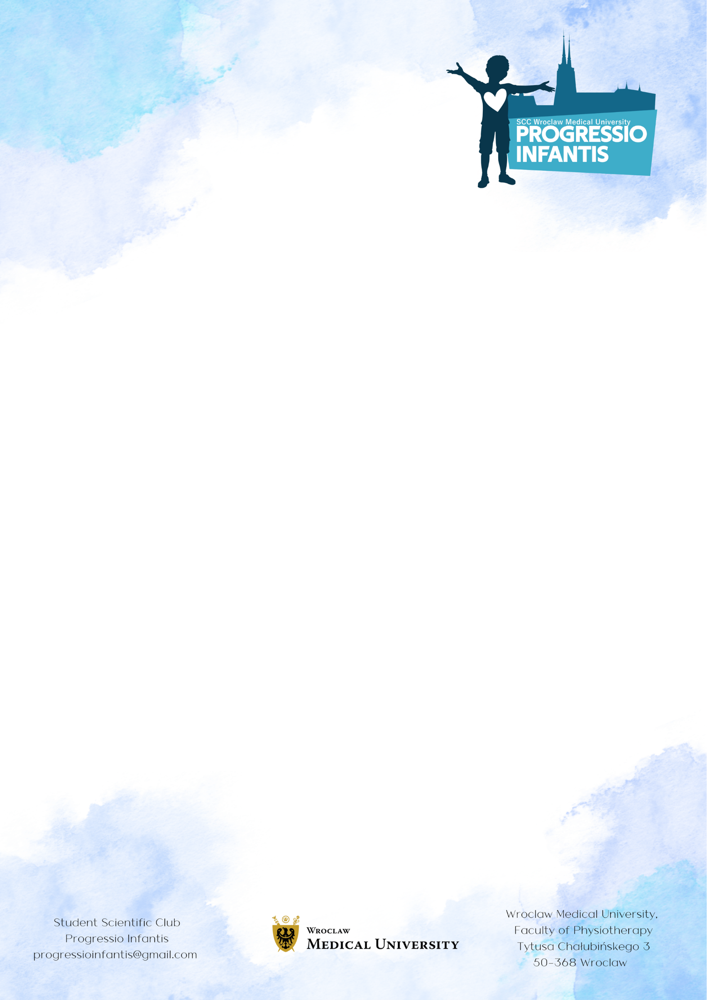 SCC Wroclaw Medical University
PROGRESSIO
INFANTIS
Student Scientific Club
Progressio Infantis
progressioinfantis@gmail.com
WROCLAW
MEDICAL UNIVERSITY
Wroclaw Medical University,
Faculty of Physiotherapy
Tytusa Chałubińskego 3
50-368 Wroclaw